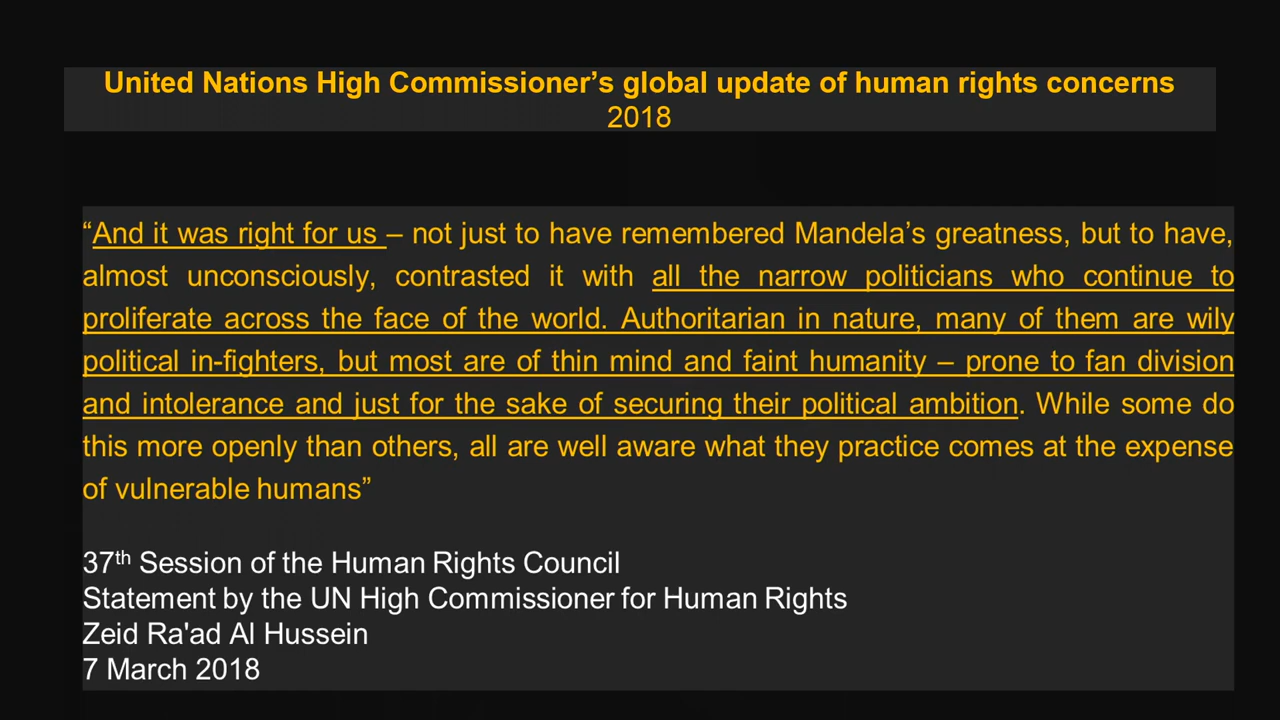 United Nations High Commissioner’s global update of human rights concerns
2018
“And it was right for us – not just to have remembered Mandela’s greatness, but to have,
almost unconsciously, contrasted it with all the narrow politicians who continue to
proliferate across the face of the world. Authoritarian in nature, many of them are wily
political in-fighters, but most are of thin mind and faint humanity – prone to fan division
and intolerance and just for the sake of securing their political ambition. While some do
this more openly than others, all are well aware what they practice comes at the expense
of vulnerable humans”
37th Session of the Human Rights Council
Statement by the UN High Commissioner for Human Rights
Zeid Ra'ad Al Hussein
7 March 2018